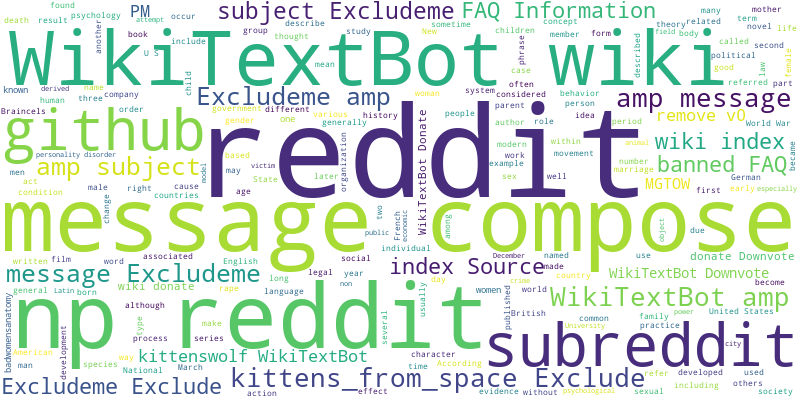 found psychology attempt occur PM subject Excludeme FAQ Information many mother
death result book describe theory related term novel life
WikiTextBot wiki
Excludeme amp
amp message
github
reddit
remove v0
wiki index
banned FAQ
amp subject
MGTOW
WikiTextBot Donate
organization
personality disorder
message compose
message Excludeme
index Source
donate Downvote
WikiTextBot Downvote
wiki donate
np reddit
WikiTextBot amp
subreddit
badwomensanatomy
kittenswolf WikiTextBot
Excludeme Exclude
kittens_from_space Exclude
another
U S
include
group
thought
sometime
study
mean
phrase
case
New
children
concept
member
form
called
described
field
body
second
political
good
referred
law
female
part
known
derived
name
human
three
company
child
order
Braincels
men
act
condition
male
right
cause
countries
change
written
film
word
associated
general
Latin
born
although
development
American
man
type
process
species
way
National
March
series
make
language
long
English
government
gender
different
various
generally
based
may
victim
model
State
later
age
history
one
woman
often
considered
system
parent
people
author
role
modern
work
example
sex
well
behavior
person
idea
within
movement
period
World War
number
marriage
animal
German
first
early
especially
became
two
public
French
economic
among
individual
social
legal
year
non
rape
several
usually
day
December
named
made
use
object
due
crime
country
women
world
published
British
common
University
family
practice
power
United States
city
become
character
time
According
action
effect
evidence
without
psychological
sexual
refer
including
developed
used
others
society